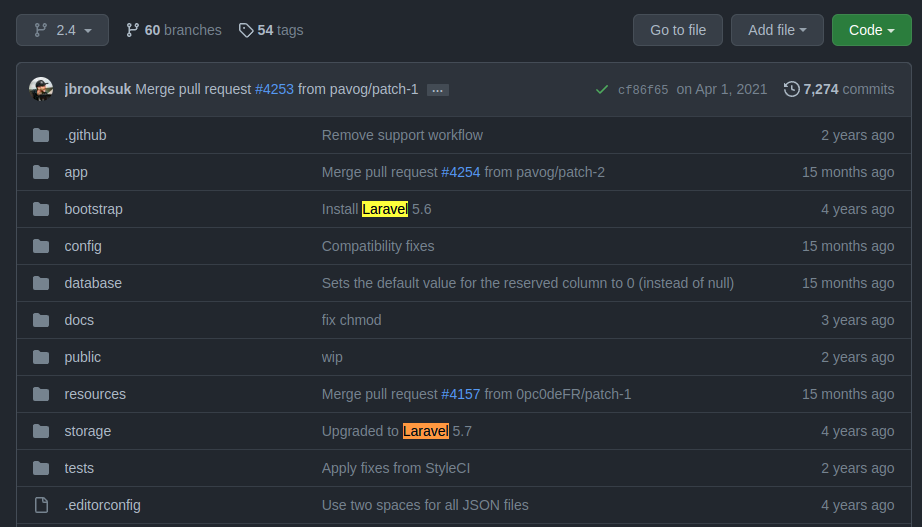 2.4 60 branches 54 tags Go to file Add file Code
jbrooksuk Merge pull request #4253 from pavog/patch-1 ... cf86f65 on Apr 1, 2021 7,274 commits
.github Remove support workflow 2 years ago
app Merge pull request #4254 from pavog/patch-2 15 months ago
bootstrap Install Laravel 5.6 4 years ago
config Compatibility fixes 15 months ago
database Sets the default value for the reserved column to 0 (instead of null) 15 months ago
docs fix chmod 3 years ago
public wip 2 years ago
resources Merge pull request #4157 from 0pc0deFR/patch-1 15 months ago
storage Upgraded to Laravel 5.7 4 years ago
tests Apply fixes from StyleCI 2 years ago
.editorconfig Use two spaces for all JSON files 4 years ago